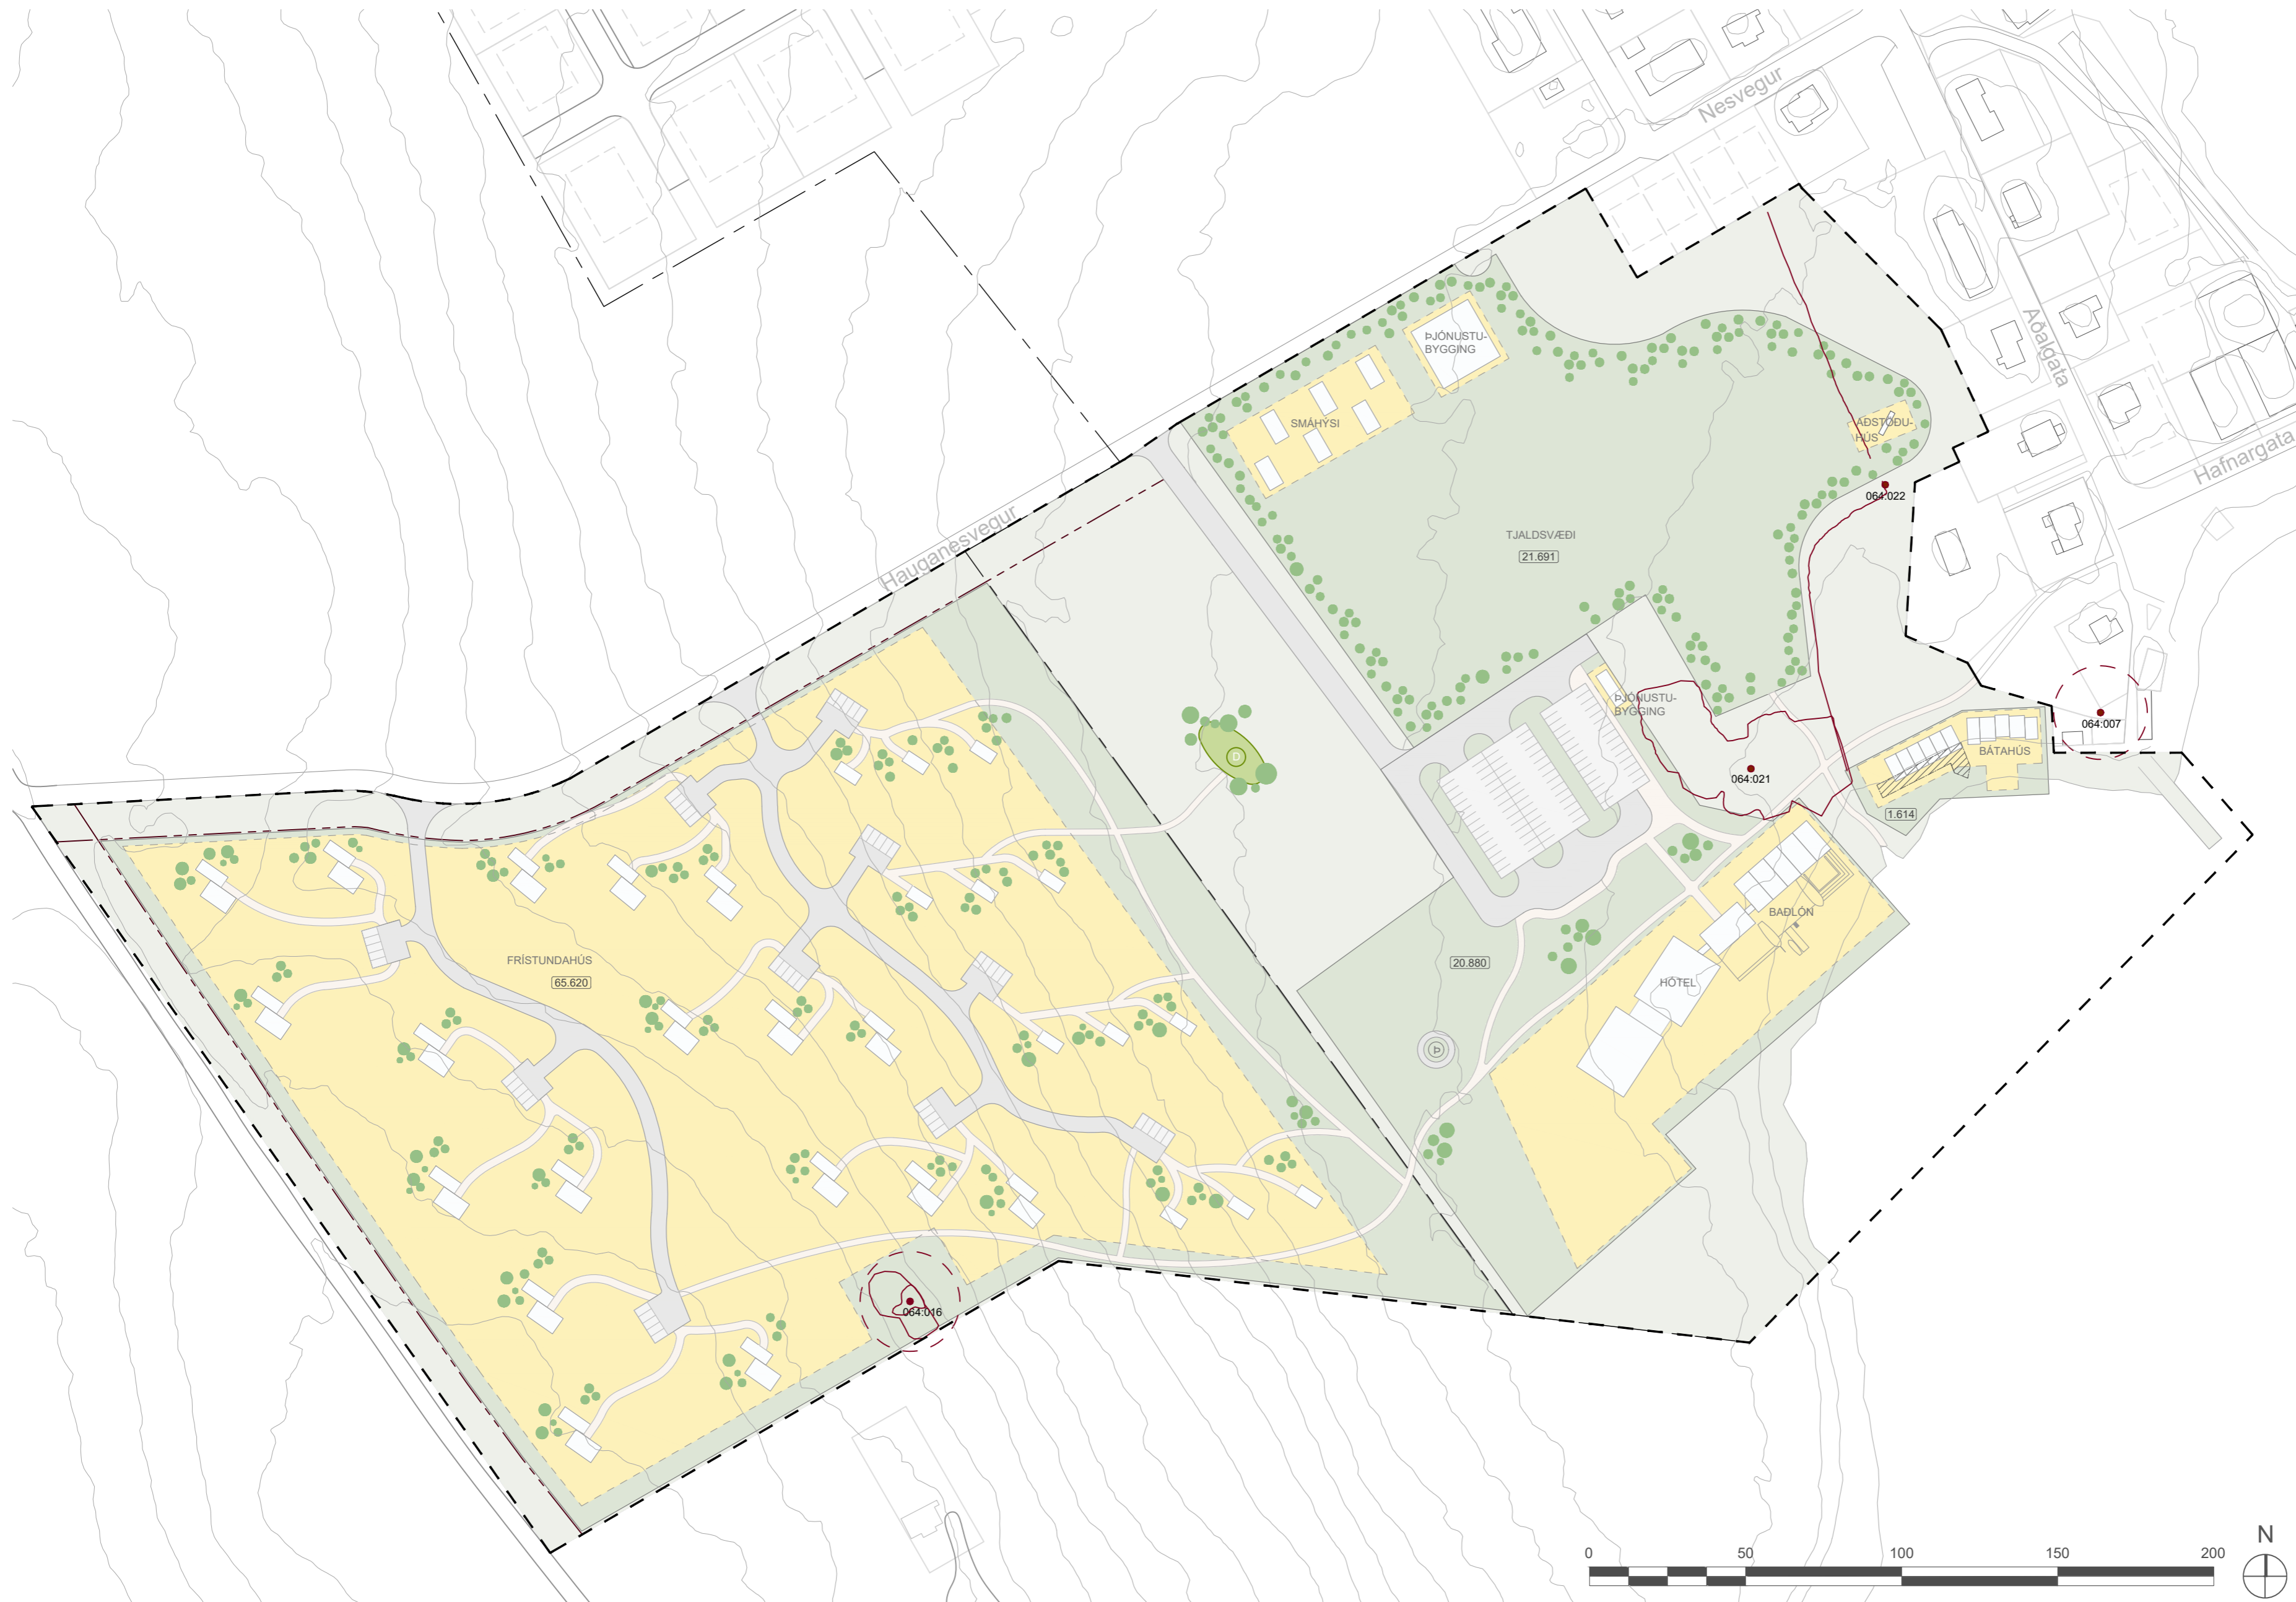 Nesvegur
Aðalgata
Hafnargata
ÞJÓNUSTU-
BYGGING
SMÁHÝSI
AÐSTÖÐU-
HÚS
064:022
Hauganesvegur
TJALDSVÆÐI
21.691
ÞJÓNUSTU-
BYGGING
064:007
BÁTAHÚS
D
064:021
1.614
BAÐLÓN
FRÍSTUNDAHÚS
65.620
20.880
HÓTEL
Þ
064:016
N
0 50 100 150 200